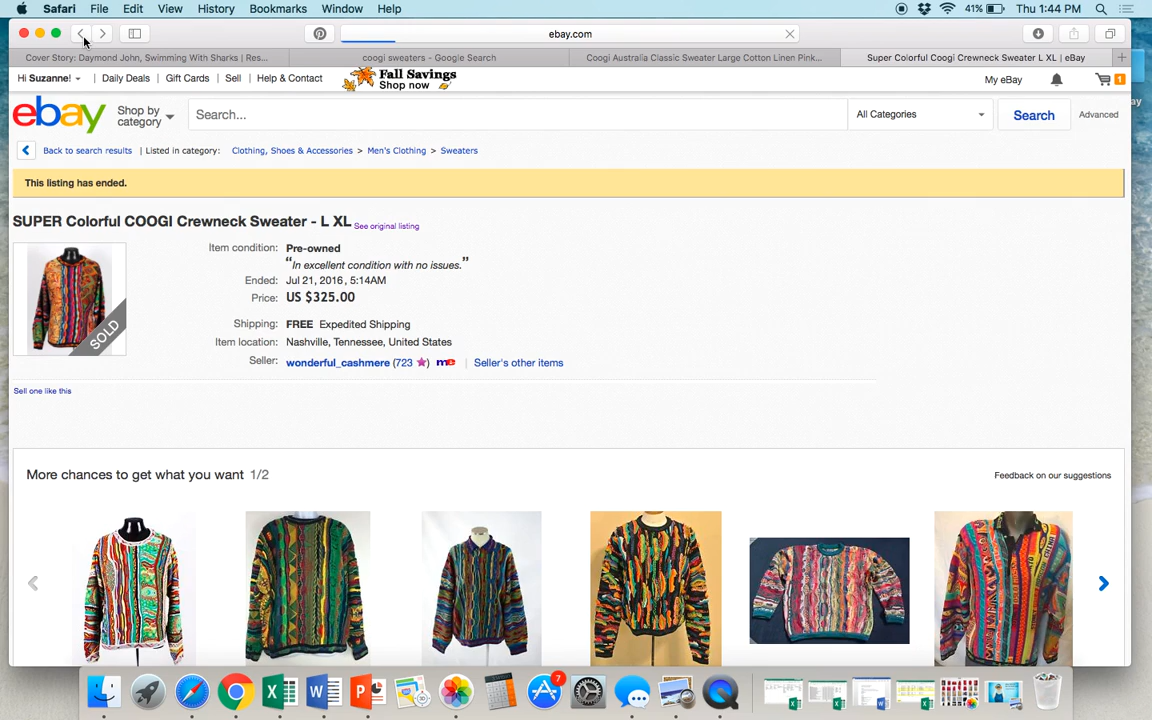 Safari File Edit View History Bookmarks Window Help 41% Thu 1:44 PM
ebay.com
Cover Story: Daymond John, Swimming With Sharks | Res... coogi sweaters - Google Search Coogi Australia Classic Sweater Large Cotton Linen Pink... Super Colorful Coogi Crewneck Sweater L XL | eBay
Hi Suzanne! | Daily Deals | Gift Cards | Sell | Help & Contact Fall Savings Shop now My eBay 1
ebay Shop by category Search... All Categories Search Advanced
Back to search results | Listed in category: Clothing, Shoes & Accessories > Men's Clothing > Sweaters
This listing has ended.
SUPER Colorful COOGI Crewneck Sweater - L XL See original listing
Item condition: Pre-owned
"In excellent condition with no issues."
Ended: Jul 21, 2016 , 5:14AM
Price: US $325.00
SOLD
Shipping: FREE Expedited Shipping
Item location: Nashville, Tennessee, United States
Seller: wonderful_cashmere (723 ) me | Seller's other items
Sell one like this
More chances to get what you want 1/2 Feedback on our suggestions
7